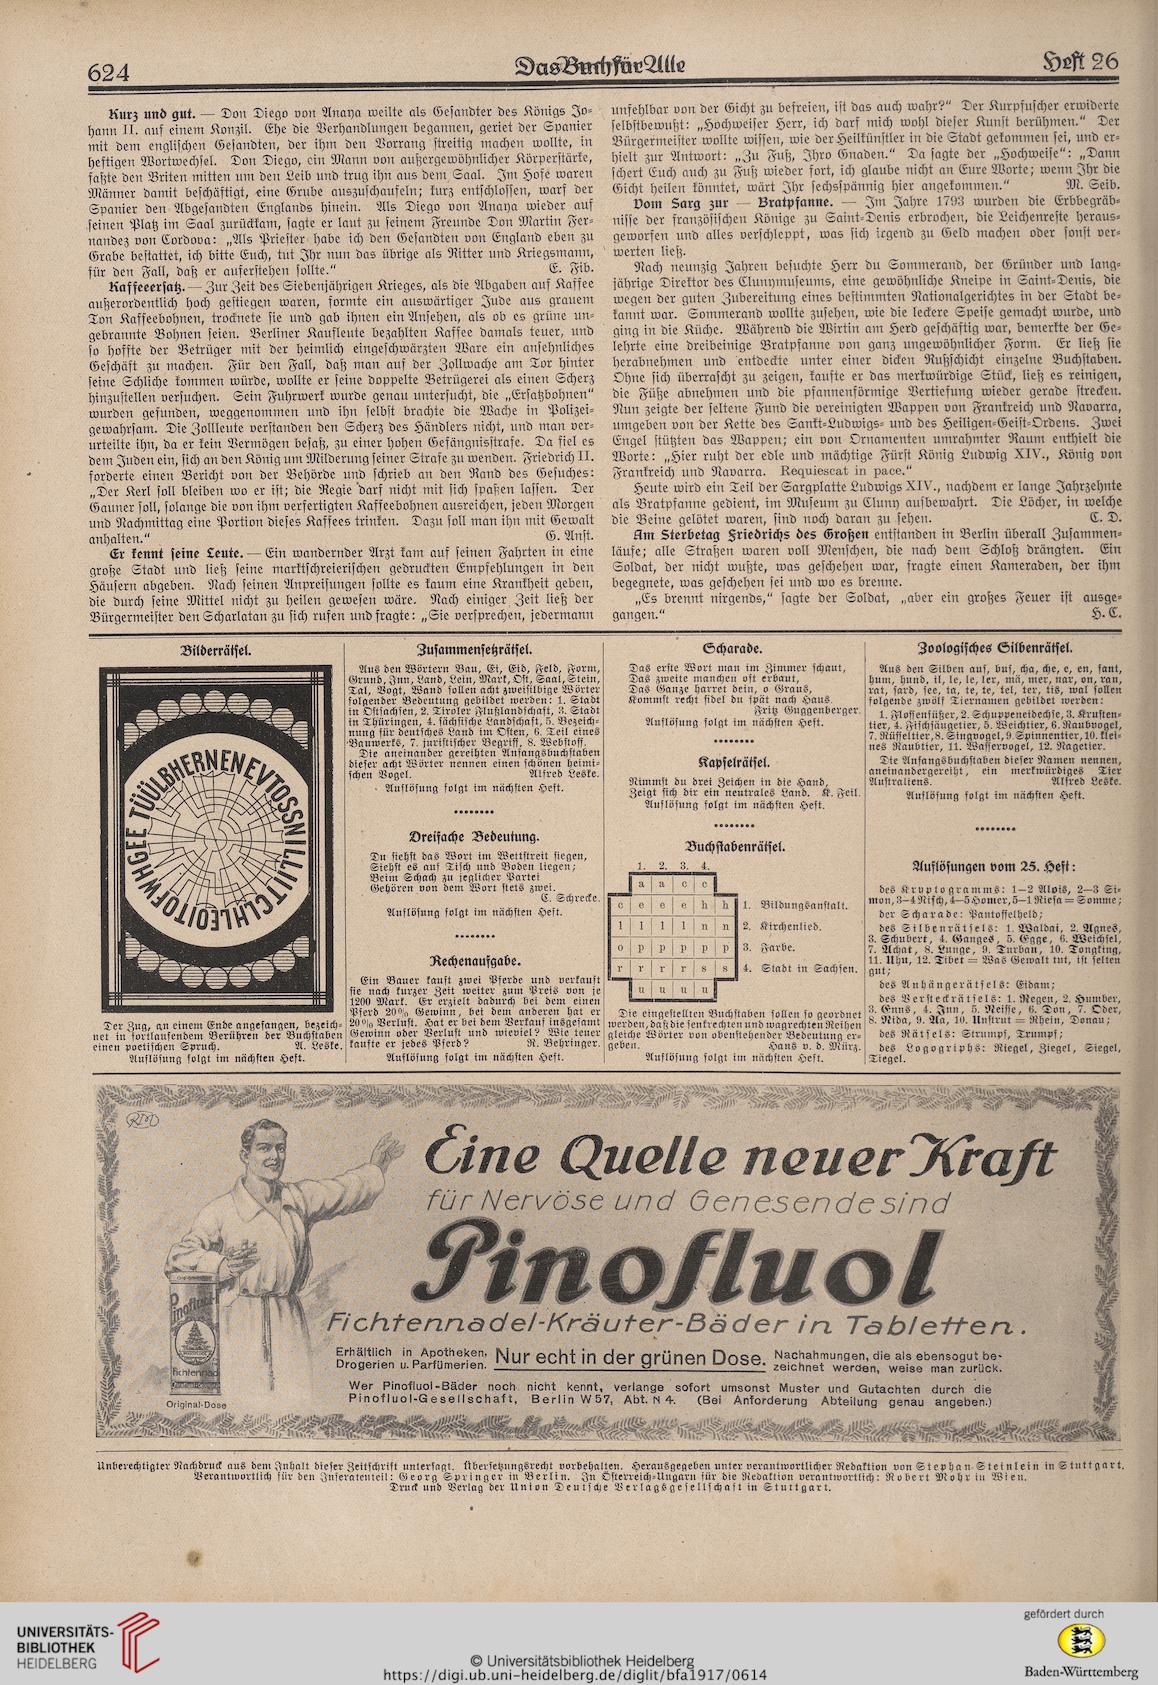 624
Das Buch für Alle
Heft 26
Kurz und gut. — Don Diego von Anaya weilte als Gesandter des Königs Jo-
hann II. auf einem Konzil. Ehe die Verhandlungen begannen, geriet der Spanier
mit dem englischen Gesandten, der ihm den Vorrang streitig machen wollte, in
heftigen Wortwechsel. Don Diego, ein Mann von außergewöhnlicher Körperstärke,
faßte den Briten mitten um den Leib und trug ihn aus dem Saal. Im Hofe waren
Männer damit beschäftigt, eine Grube auszuschaufeln; kurz entschlossen, warf der
Spanier den Abgesandten Englands hinein. Als Diego von Anaya wieder auf
seinen Platz im Saal zurückkam, sagte er laut zu seinem Freunde Don Martin Fer-
nandez von Cordova: „Als Priester habe ich den Gesandten von England eben zu
Grabe bestattet, ich bitte Euch, tut Ihr nun das übrige als Ritter und Kriegsmann,
für den Fall, daß er auferstehen sollte.“ E. Fib.
Kaffeeersatz. — Zur Zeit des Siebenjährigen Krieges, als die Abgaben auf Kaffee
außerordentlich hoch gestiegen waren, formte ein auswärtiger Jude aus grauem
Ton Kaffeebohnen, trocknete sie und gab ihnen ein Ansehen, als ob es grüne un-
gebrannte Bohnen seien. Berliner Kaufleute bezahlten Kaffee damals teuer, und
so hoffte der Betrüger mit der heimlich eingeschwärzten Ware ein ansehnliches
Geschäft zu machen. Für den Fall, daß man auf der Zollwache am Tor hinter
seine Schliche kommen würde, wollte er seine doppelte Betrügerei als einen Scherz
hinzustellen versuchen. Sein Fuhrwerk wurde genau untersucht, die „Ersatzbohnen“
wurden gefunden, weggenommen und ihn selbst brachte die Wache in Polizei-
gewahrsam. Die Zollleute verstanden den Scherz des Händlers nicht, und man ver-
urteilte ihn, da er kein Vermögen besaß, zu einer hohen Gefängnisstrafe. Da fiel es
dem Juden ein, sich an den König um Milderung seiner Strafe zu wenden. Friedrich II.
forderte einen Bericht von der Behörde und schrieb an den Rand des Gesuches:
„Der Kerl soll bleiben wo er ist; die Regie darf nicht mit sich spaßen lassen. Der
Gauner soll, solange die von ihm verfertigten Kaffeebohnen ausreichen, jeden Morgen
und Nachmittag eine Portion dieses Kaffees trinken. Dazu soll man ihn mit Gewalt
anhalten.“ G. Anst.
Er kennt seine Leute. — Ein wandernder Arzt kam auf seinen Fahrten in eine
große Stadt und ließ seine marktschreierischen gedruckten Empfehlungen in den
Häusern abgeben. Nach seinen Anpreisungen sollte es kaum eine Krankheit geben,
die durch seine Mittel nicht zu heilen gewesen wäre. Nach einiger Zeit ließ der
Bürgermeister den Scharlatan zu sich rufen und fragte: „Sie versprechen, jedermann
unfehlbar von der Gicht zu befreien, ist das auch wahr?“ Der Kurpfuscher erwiderte
selbstbewußt: „Hochweiser Herr, ich darf mich wohl dieser Kunst berühmen.“ Der
Bürgermeister wollte wissen, wie der Heilkünstler in die Stadt gekommen sei, und er-
hielt zur Antwort: „Zu Fuß, Ihro Gnaden.“ Da sagte der „Hochweise“: „Dann
schert Euch auch zu Fuß wieder fort, ich glaube nicht an Eure Worte; wenn Ihr die
Gicht heilen könntet, wärt Ihr sechsspännig hier angekommen.“ M. Seib.
Vom Sarg zur — Bratpfanne. — Im Jahre 1793 wurden die Erbbegräb-
nisse der französischen Könige zu Saint-Denis erbrochen, die Leichenreste heraus-
geworfen und alles verschleppt, was sich irgend zu Geld machen oder sonst ver-
werten ließ.
Nach neunzig Jahren besuchte Herr du Sommerand, der Gründer und lang-
jährige Direktor des Clunymuseums, eine gewöhnliche Kneipe in Saint-Denis, die
wegen der guten Zubereitung eines bestimmten Nationalgerichtes in der Stadt be-
kannt war. Sommerand wollte zusehen, wie die leckere Speise gemacht wurde, und
ging in die Küche. Während die Wirtin am Herd geschäftig war, bemerkte der Ge-
lehrte eine dreibeinige Bratpfanne von ganz ungewöhnlicher Form. Er ließ sie
herabnehmen und entdeckte unter einer dicken Rußschicht einzelne Buchstaben.
Ohne sich überrascht zu zeigen, kaufte er das merkwürdige Stück, ließ es reinigen,
die Füße abnehmen und die pfannenförmige Vertiefung wieder gerade strecken.
Nun zeigte der seltene Fund die vereinigten Wappen von Frankreich und Navarra,
umgeben von der Kette des Sankt-Ludwigs- und des Heiligen-Geist-Ordens. Zwei
Engel stützten das Wappen; ein von Ornamenten umrahmter Raum enthielt die
Worte: „Hier ruht der edle und mächtige Fürst König Ludwig XIV., König von
Frankreich und Navarra. Requiescat in pace.“
Heute wird ein Teil der Sargplatte Ludwigs XIV., nachdem er lange Jahrzehnte
als Bratpfanne gedient, im Museum zu Cluny aufbewahrt. Die Löcher, in welche
die Beine gelötet waren, sind noch daran zu sehen. C. D.
Am Sterbetag Friedrichs des Großen entstanden in Berlin überall Zusammen-
läufe; alle Straßen waren voll Menschen, die nach dem Schloß drängten. Ein
Soldat, der nicht wußte, was geschehen war, fragte einen Kameraden, der ihm
begegnete, was geschehen sei und wo es brenne.
„Es brennt nirgends,“ sagte der Soldat, „aber ein großes Feuer ist ausge-
gangen.“ H. C.
Bilderrätsel.
TÜÜLBHERNENEVTOSSNILLIITCLHLEOITOFWHGEE
Der Zug, an einem Ende angefangen, bezeich-
net in fortlaufendem Berühren der Buchstaben
einen poetischen Spruch. A. Leske.
Auflösung folgt im nächsten Heft.
Zusammensetzrätsel.
Aus den Wörtern Bau, Ei, Eid, Feld, Form,
Grund, Inn, Land, Lein, Mark, Ost, Saal, Stein,
Tal, Vogt, Wand sollen acht zweisilbige Wörter
folgender Bedeutung gebildet werden: 1. Stadt
in Ostsachsen, 2. Tiroler Flußlandschaft, 3. Stadt
in Thüringen, 4. sächsische Landschaft, 5. Bezeich-
nung für deutsches Land im Osten, 6. Teil eines
Bauwerks, 7. juristischer Begriff, 8. Webstoff.
Die aneinander gereihten Anfangsbuchstaben
dieser acht Wörter nennen einen schönen heimi-
schen Vogel. Alfred Leske.
Auflösung folgt im nächsten Heft.
Dreifache Bedeutung.
Du siehst das Wort im Wettstreit siegen,
Siehst es auf Tisch und Boden liegen;
Beim Schach zu jeglicher Partei
Gehören von dem Wort stets zwei.
C. Schrecke.
Auflösung folgt im nächsten Heft.
Rechenaufgabe.
Ein Bauer kauft zwei Pferde und verkauft
sie nach kurzer Zeit weiter zum Preis von je
1200 Mark. Er erzielt dadurch bei dem einen
Pferd 20% Gewinn, bei dem anderen hat er
20% Verlust. Hat er bei dem Verkauf insgesamt
Gewinn oder Verlust und wieviel? Wie teuer
kaufte er jedes Pferd? R. Behringer.
Auflösung folgt im nächsten Heft.
Scharade.
Das erste Wort man im Zimmer schaut,
Das zweite manchen oft erbaut,
Das Ganze harret dein, o Graus,
Kommst recht fidel du spät nach Haus.
Fritz Guggenberger.
Auflösung folgt im nächsten Heft.
Kapselrätsel.
Nimmst du drei Zeichen in die Hand,
Zeigt sich dir ein neutrales Land. K. Feil.
Auflösung folgt im nächsten Heft.
Buchstabenrätsel.
1. 2. 3. 4.
a a c c
c e e e h h 1. Bildungsanstalt.
l l l l n n 2. Kirchenlied.
o p p p p p 3. Farbe.
r r r r s s 4. Stadt in Sachsen.
u u u u
Die eingestellten Buchstaben sollen so geordnet
werden, daß die senkrechten und wagrechten Reihen
gleiche Wörter von obenstehender Bedeutung er-
geben. Hans v. d. Mürz.
Auflösung folgt im nächsten Heft.
Zoologisches Silbenrätsel.
Aus den Silben auf, buf, cha, che, e, en, fant,
hum, hund, il, le, le, ler, mä, mer, nar, on, ran,
rat, sard, see, ta, te, te, tel, ter, tis, wal sollen
folgende zwölf Tiernamen gebildet werden:
1. Flossenfüßer, 2. Schuppeneidechse, 3. Krusten-
tier, 4. Fischsäugetier, 5. Weichtier, 6. Raubvogel,
7. Rüsseltier, 8. Singvogel, 9. Spinnentier, 10. klei-
nes Raubtier, 11. Wasservogel, 12. Nagetier.
Die Anfangsbuchstaben dieser Namen nennen,
aneinandergereiht, ein merkwürdiges Tier
Australiens. Alfred Leske.
Auflösung folgt im nächsten Heft.
Auflösungen vom 25. Heft:
des Kryptogramms: 1—2 Alois, 2—3 Si-
mon, 3—4 Nisch, 4—5 Homer, 5—1 Riesa = Somme;
der Scharade: Pantoffelheld;
des Silbenrätsels: 1. Waldai, 2. Agnes,
3. Schubert, 4. Ganges, 5. Egge, 6. Weichsel,
7. Achat, 8. Lunge, 9. Turban, 10. Tongking,
11. Uhu, 12. Tibet = Was Gewalt tut, ist selten
gut;
des Anhängerätsels: Eidam;
des Versteckrätsels: 1. Regen, 2. Humber,
3. Enns, 4. Inn, 5. Neisse, 6. Don, 7. Oder,
8. Nida, 9. Aa, 10. Unstrut = Rhein, Donau;
des Rätsels: Strumpf, Trumpf;
des Logogriphs: Riegel, Ziegel, Siegel,
Tiegel.
Eine Quelle neuer Kraft
für Nervöse und Genesende sind
Pinofluol
Fichtennadel-Kräuter-Bäder in Tabletten.
Erhältlich in Apotheken,
Drogerien u. Parfümerien.
Nur echt in der grünen Dose.
Nachahmungen, die als ebensogut be-
zeichnet werden, weise man zurück.
Wer Pinofluol-Bäder noch nicht kennt, verlange sofort umsonst Muster und Gutachten durch die
Pinofluol-Gesellschaft, Berlin W 57, Abt. N 4. (Bei Anforderung Abteilung genau angeben.)
Pinofluol
Fichtennad
Original-Dose
Unberechtigter Nachdruck aus dem Inhalt dieser Zeitschrift untersagt. Übersetzungsrecht vorbehalten. Herausgegeben unter verantwortlicher Redaktion von Stephan Steinlein in Stuttgart.
Verantwortlich für den Inseratenteil: Georg Springer in Berlin. In Österreich-Ungarn für die Redaktion verantwortlich: Robert Mohr in Wien.
Druck und Verlag der Union Deutsche Verlagsgesellschaft in Stuttgart.
UNIVERSITÄTS-
BIBLIOTHEK
HEIDELBERG
© Universitätsbibliothek Heidelberg
https://digi.ub.uni-heidelberg.de/diglit/bfa1917/0614
gefördert durch
Baden-Württemberg